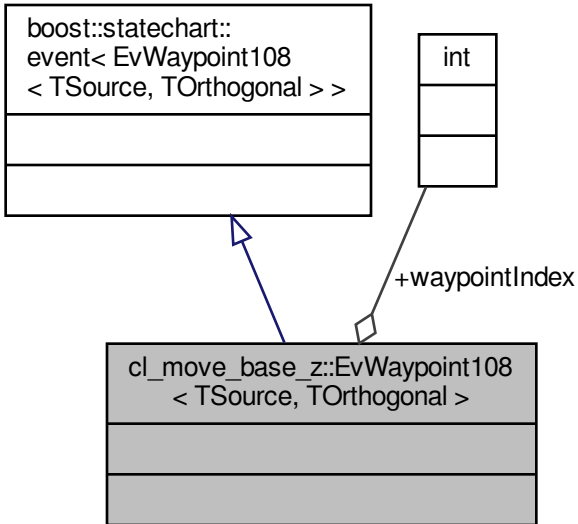 boost::statechart::
event< EvWaypoint108
< TSource, TOrthogonal > >
int
+waypointIndex
cl_move_base_z::EvWaypoint108
< TSource, TOrthogonal >